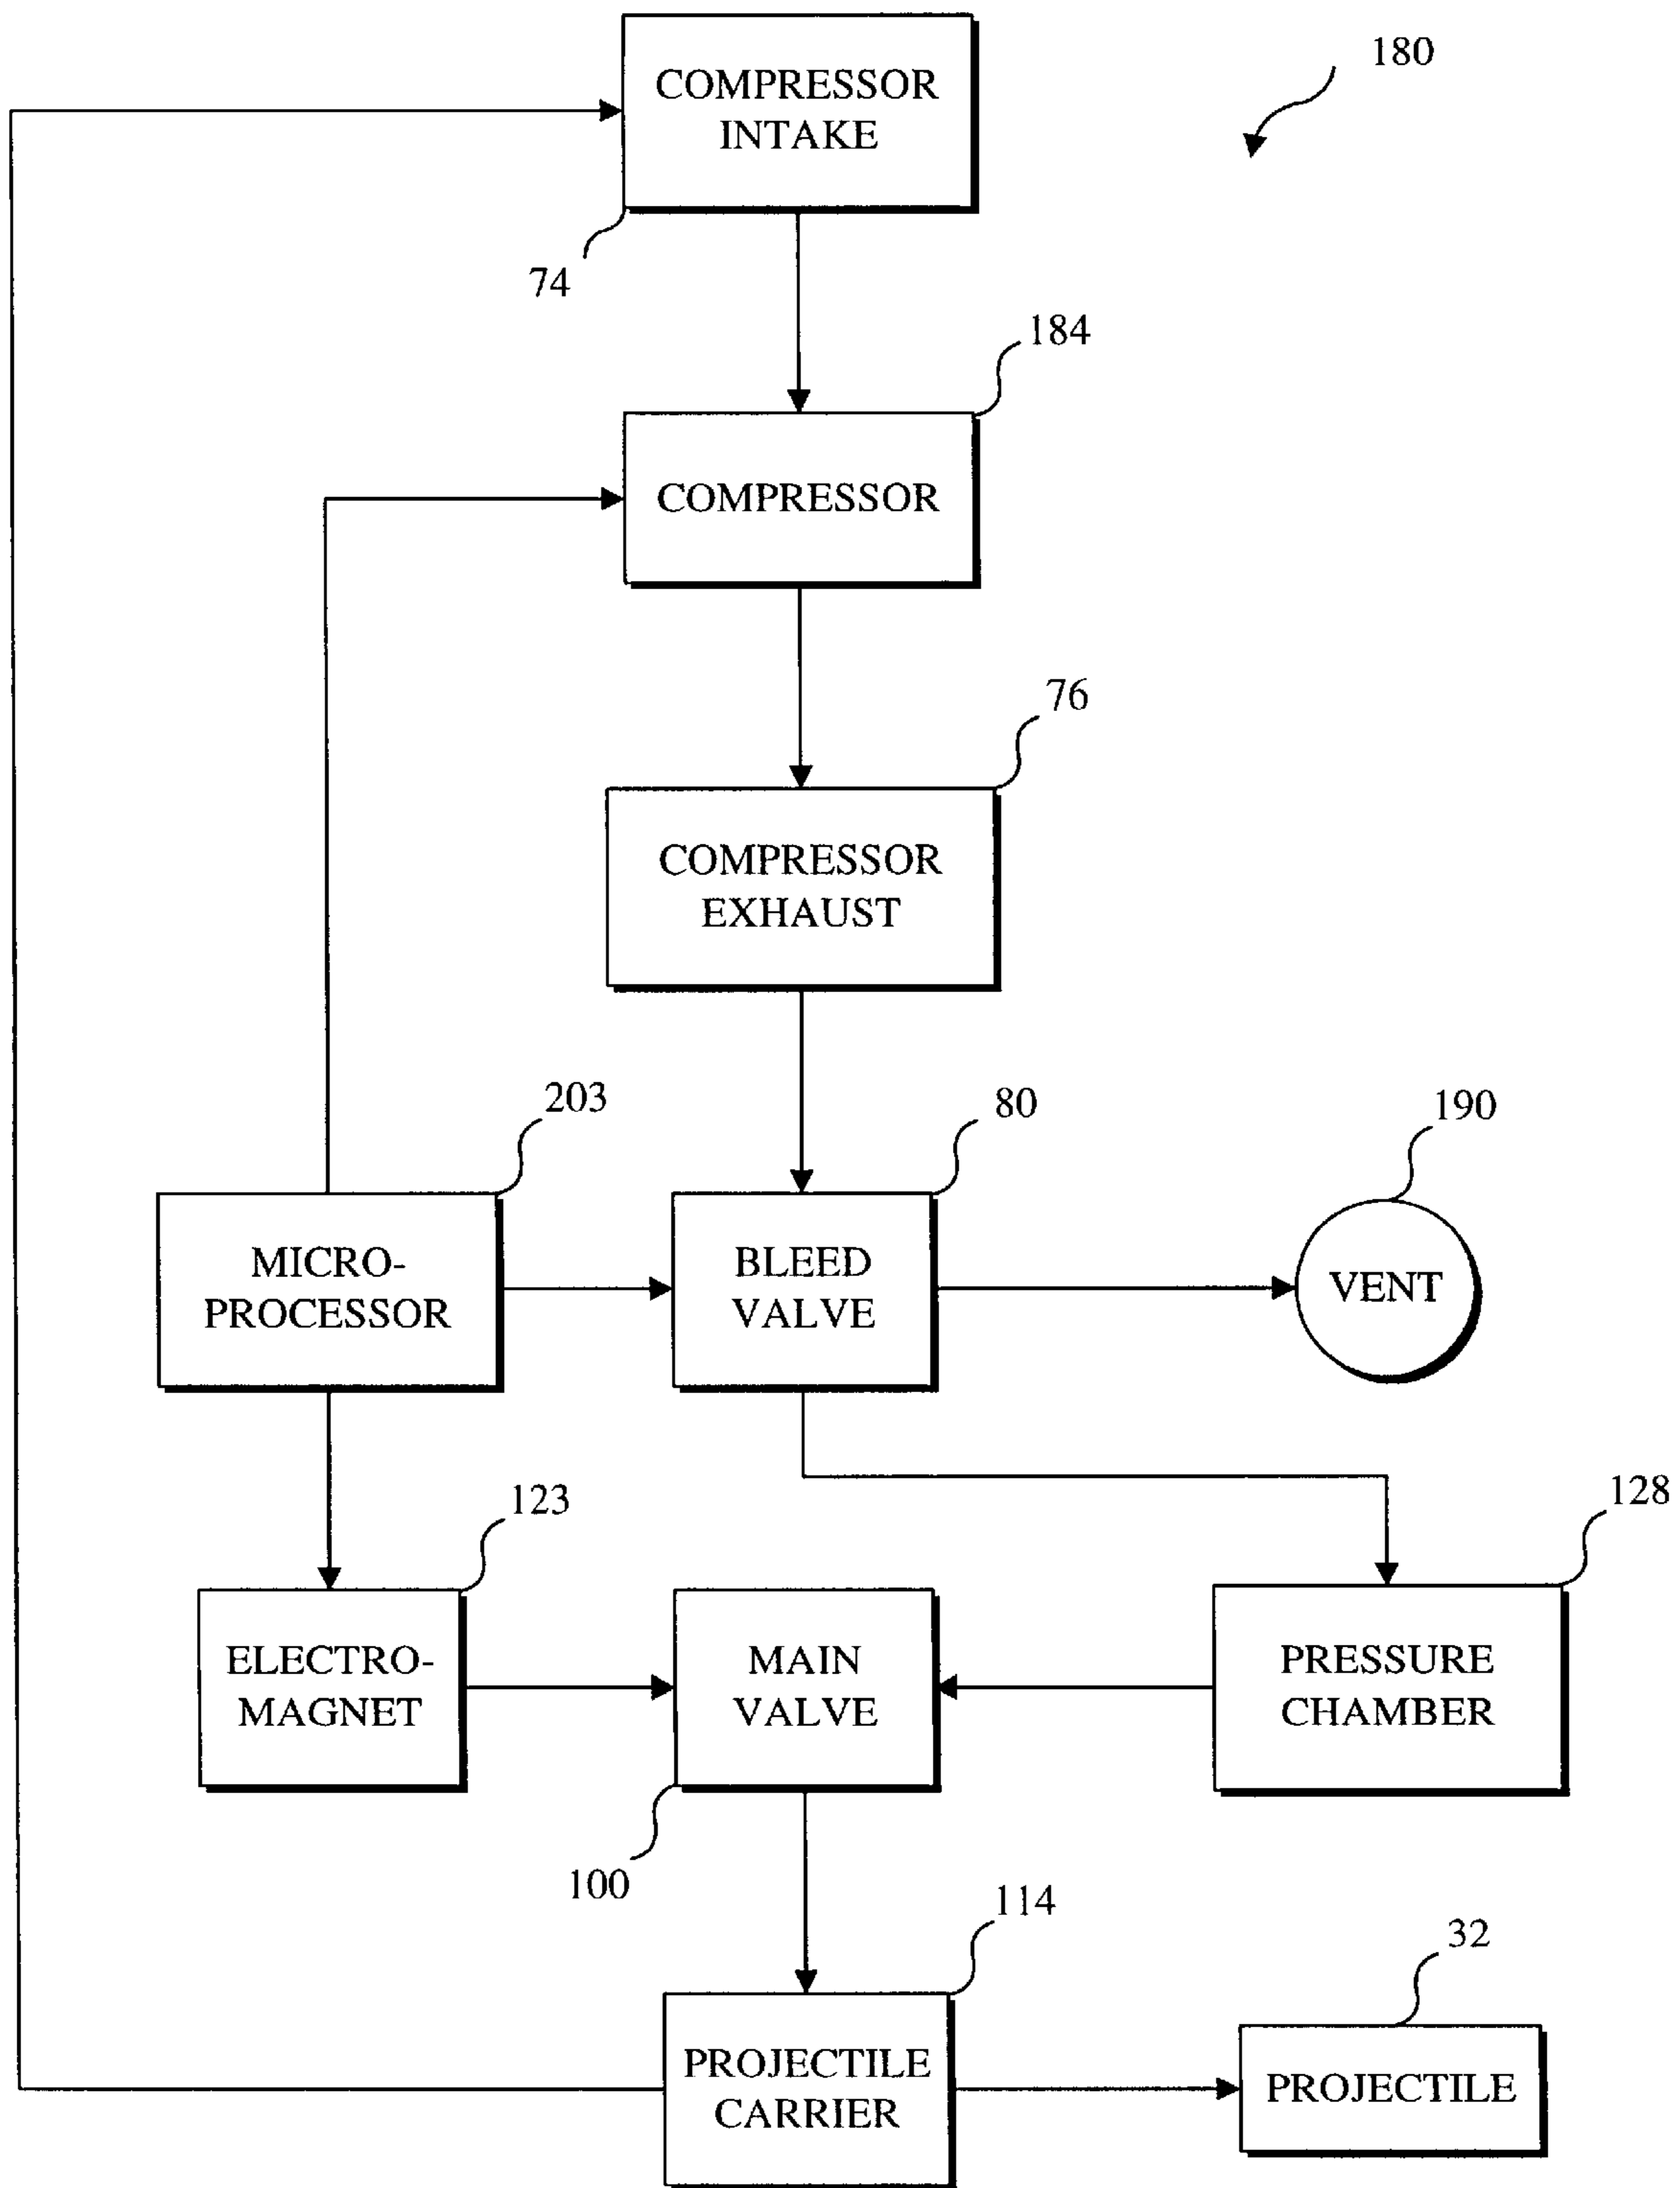 180
COMPRESSOR
INTAKE
74
184
COMPRESSOR
76
COMPRESSOR
EXHAUST
203
80
190
MICRO-
PROCESSOR
BLEED
VALVE
VENT
123
128
ELECTRO-
MAGNET
MAIN
VALVE
PRESSURE
CHAMBER
100
114
32
PROJECTILE
CARRIER
PROJECTILE